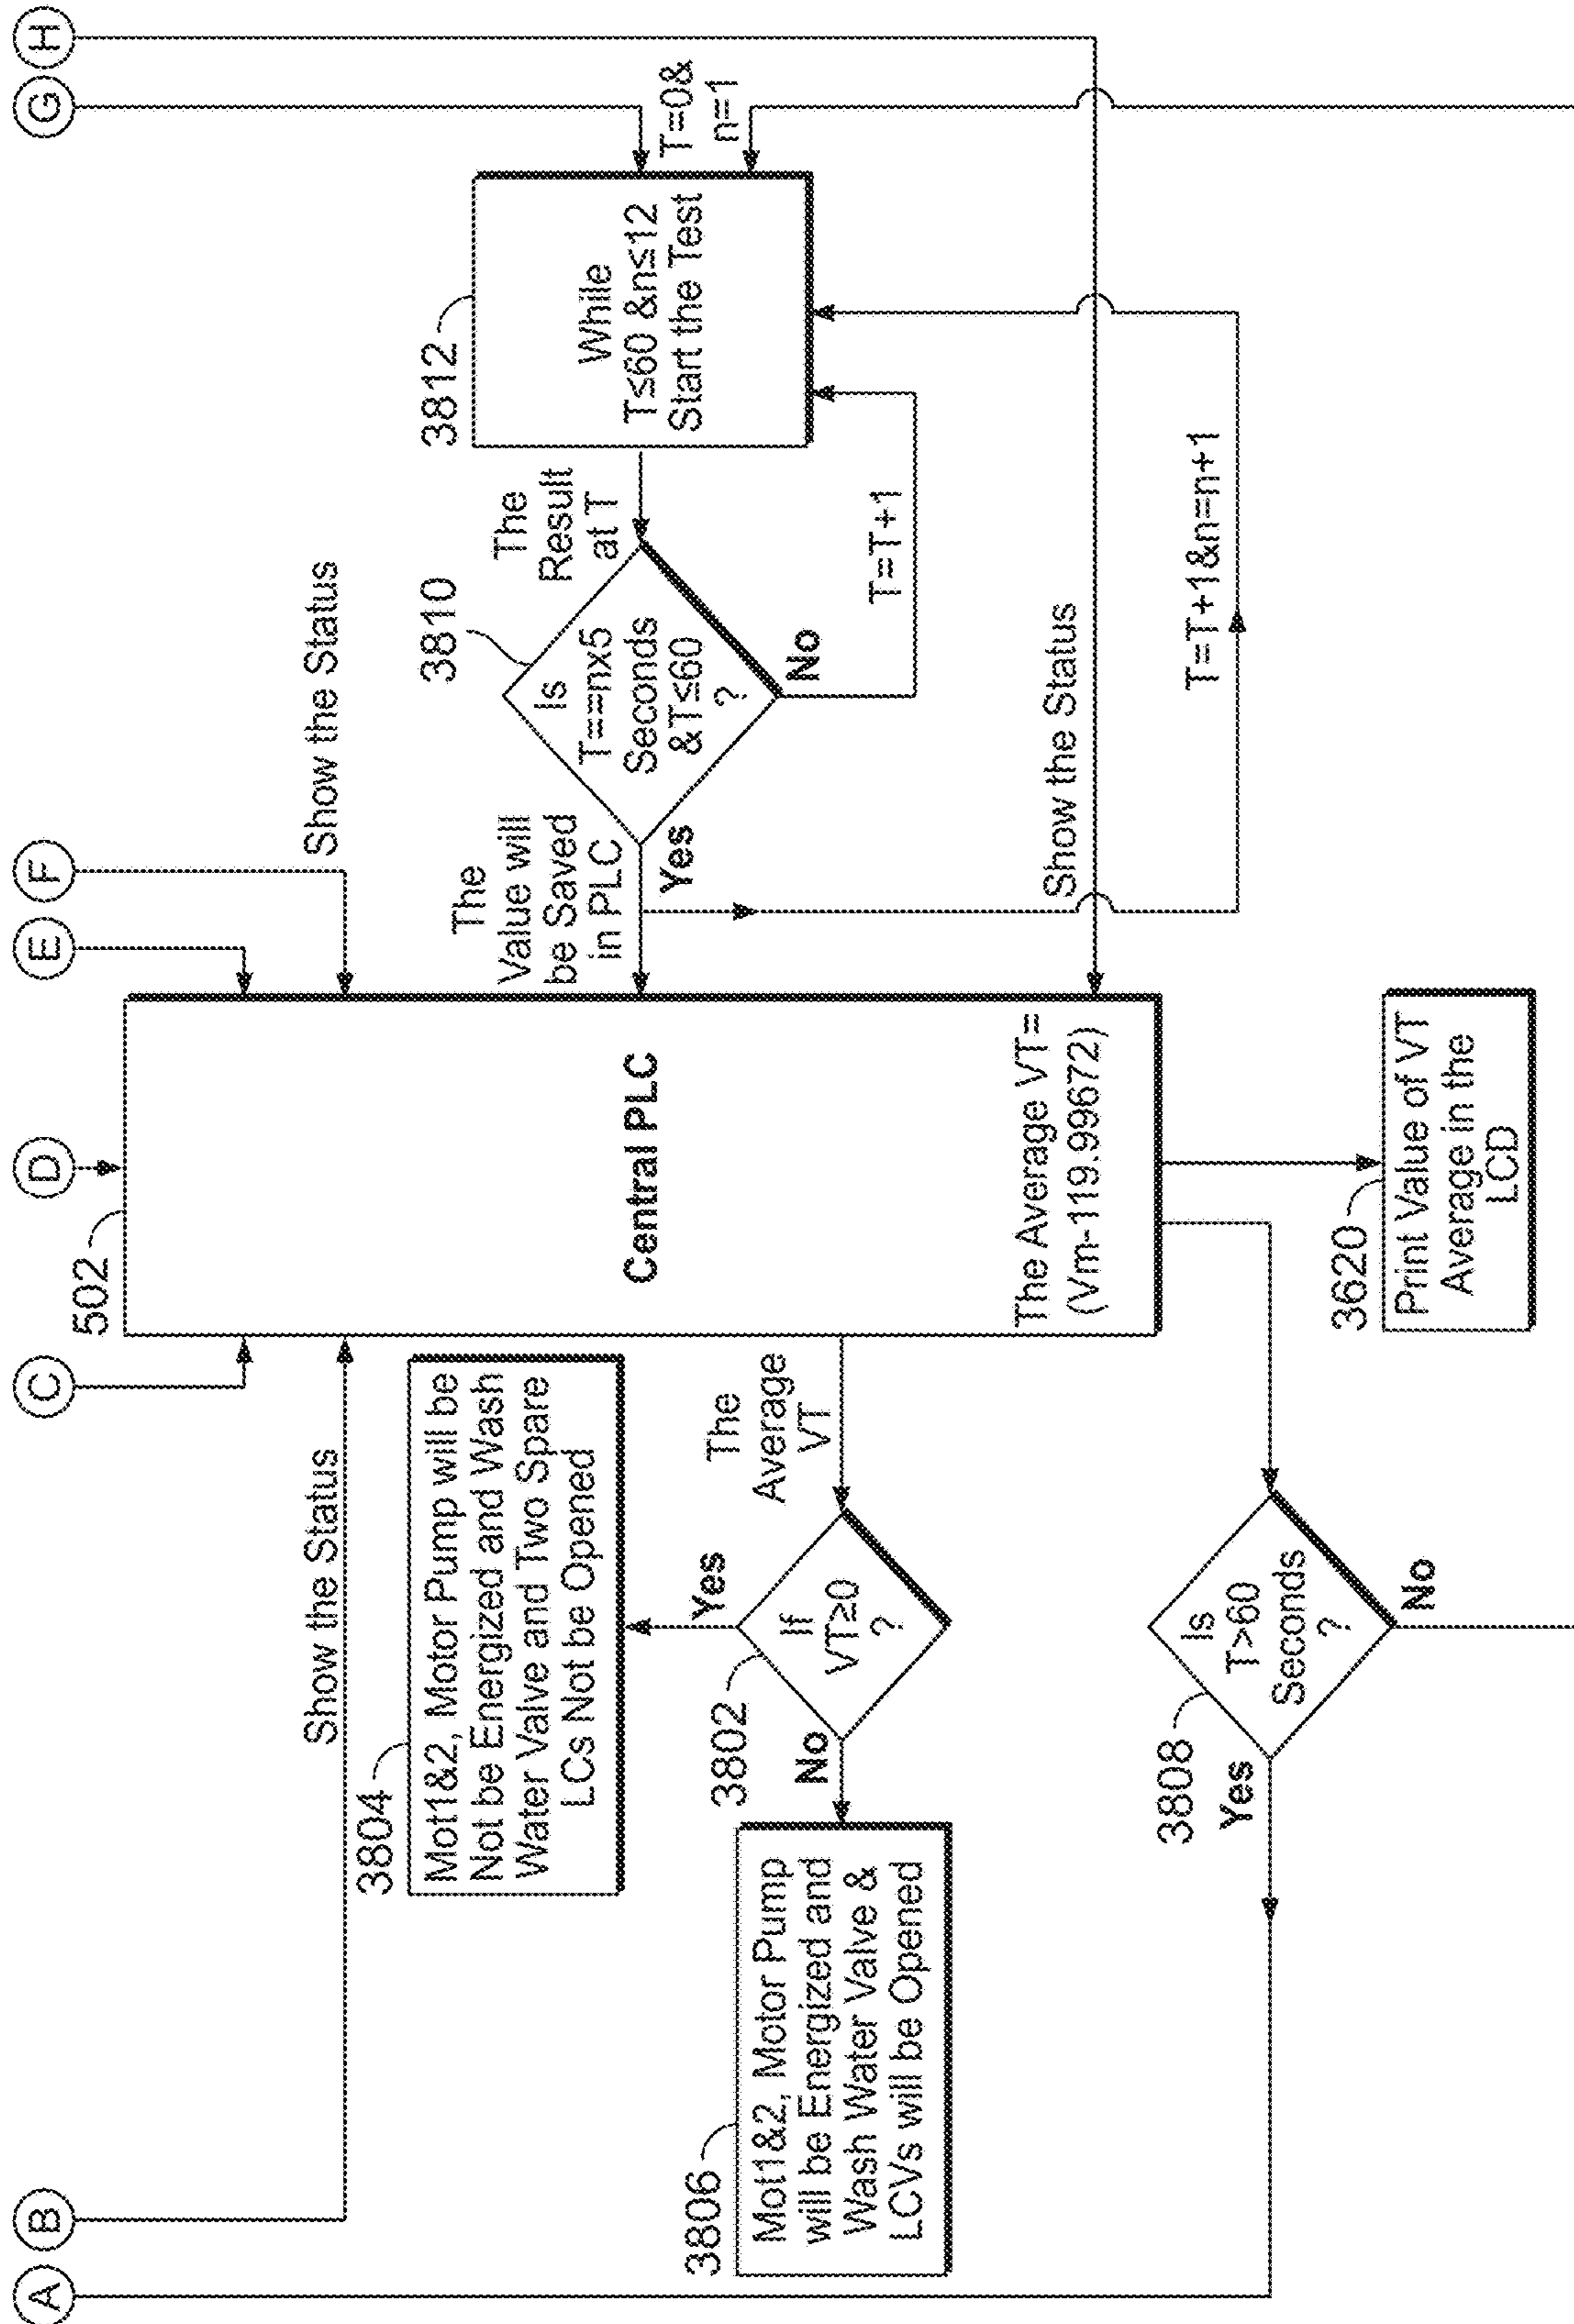 A
B
C
D
E
F
G
H
502
Central PLC
The Average VT=
(Vm-119.99672)
Show the Status
Show the Status
3804
Mot1&2, Motor Pump will be
Not be Energized and Wash
Water Valve and Two Spare
LCs Not be Opened
The
Average
VT
Yes
3802
If
VT≥0
?
No
3806
Mot1&2, Motor Pump
will be Energized and
Wash Water Valve &
LCVs will be Opened
3808
Is
T>60
Seconds
?
Yes
No
3620
Print Value of VT
Average in the
LCD
The
Value will
be Saved
in PLC
Yes
3810
Is
T==nx5
Seconds
&T≤60
?
No
The
Result
at T
3812
While
T≤60 &n≤12
Start the Test
T=0&
n=1
T=T+1
Show the Status
T=T+1&n=n+1